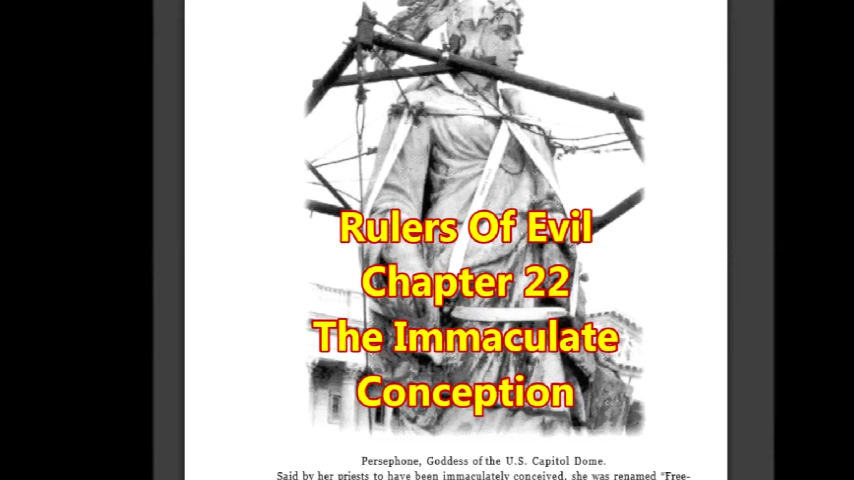 Rulers Of Evil
Chapter 22
The Immaculate
Conception
Persephone, Goddess of the U.S. Capitol Dome.
Said by her priests to have been immaculately conceived, she was renamed “Free-